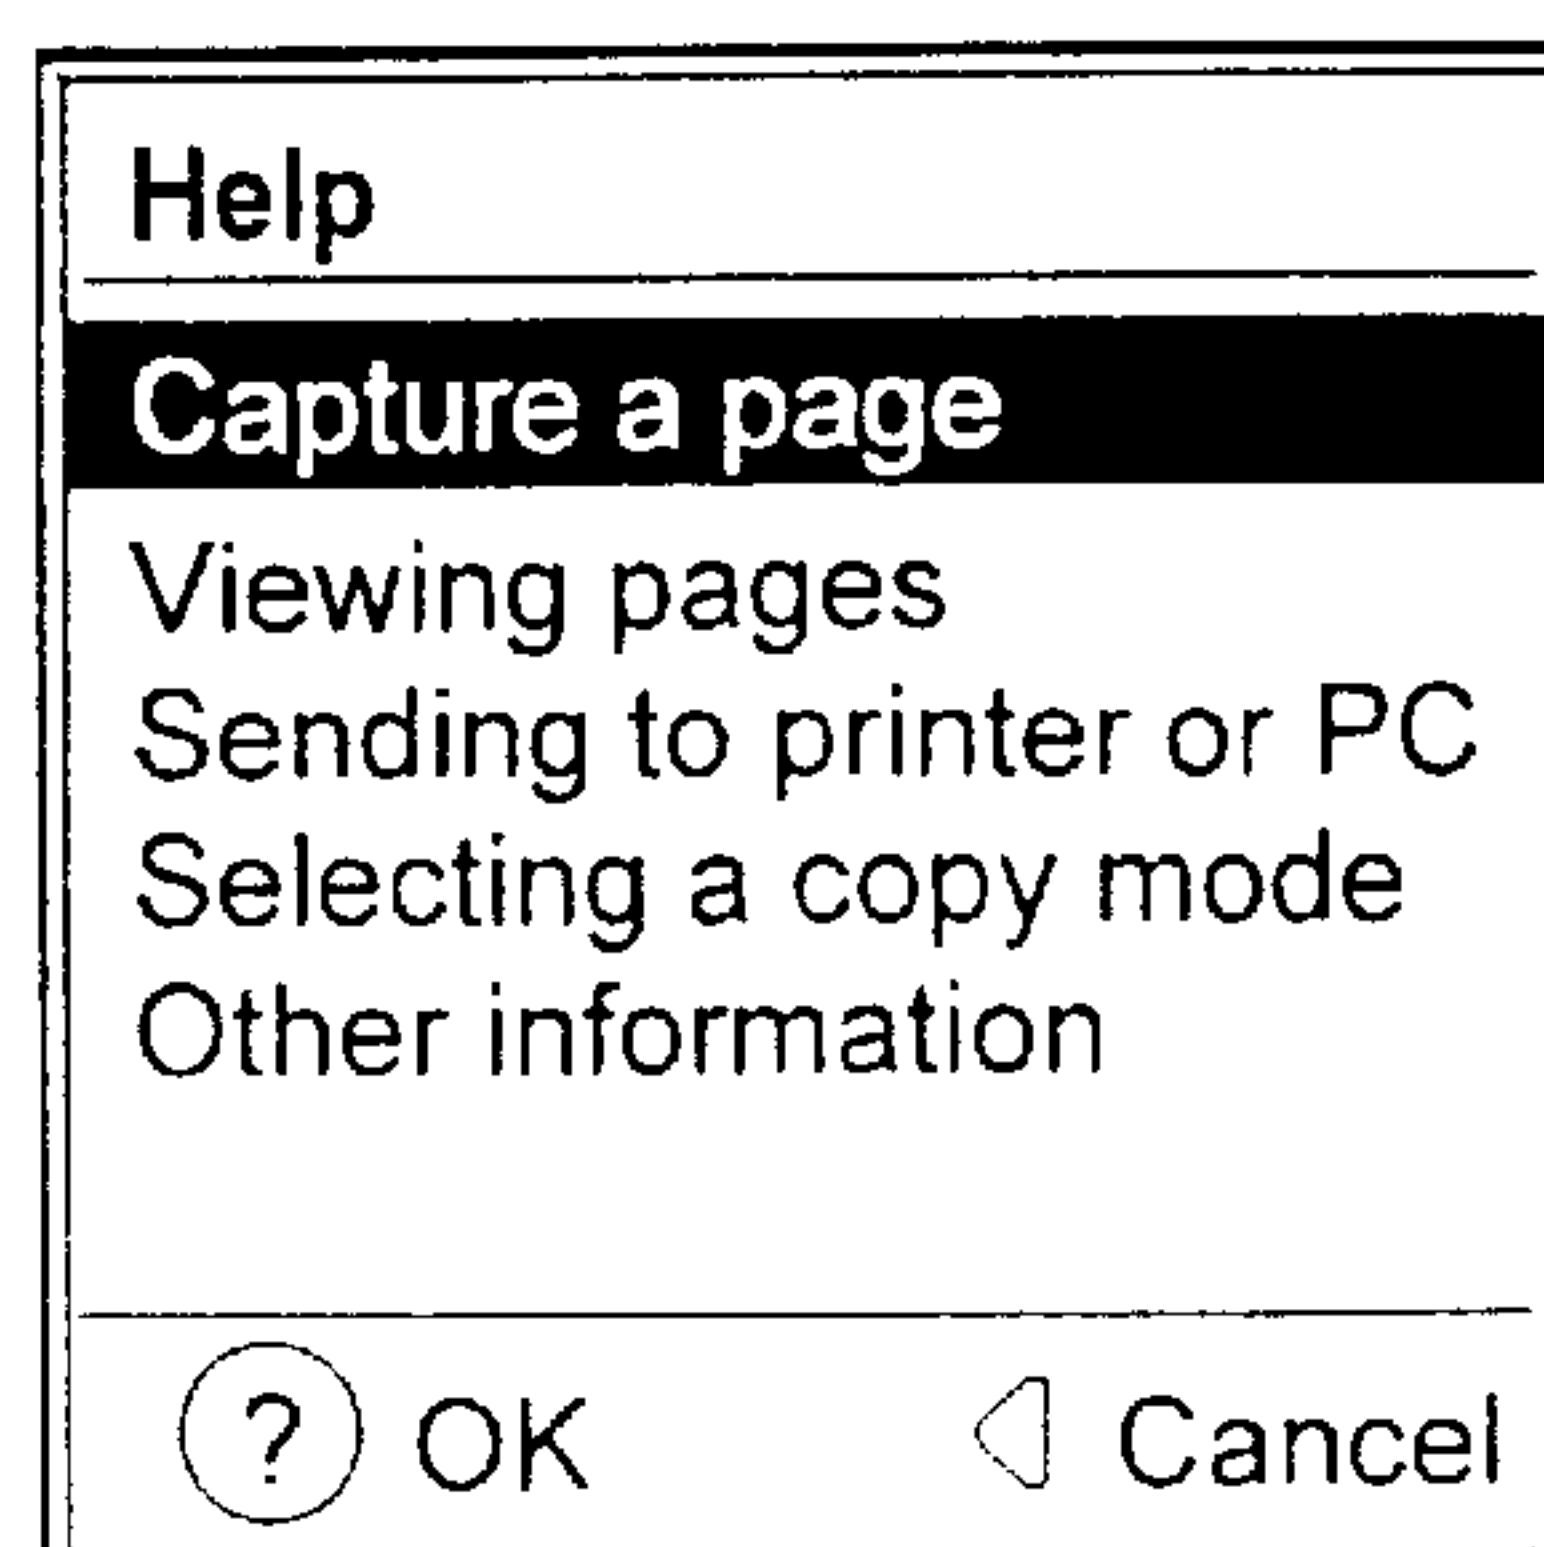 Help
Capture a page
Viewing pages
Sending to printer or PC
Selecting a copy mode
Other information
? OK Cancel